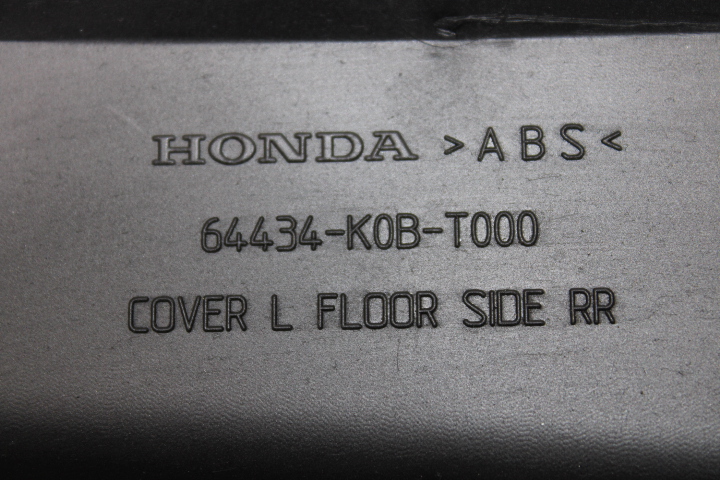 HONDA >ABS<
64434-K0B-T000
COVER L FLOOR SIDE RR